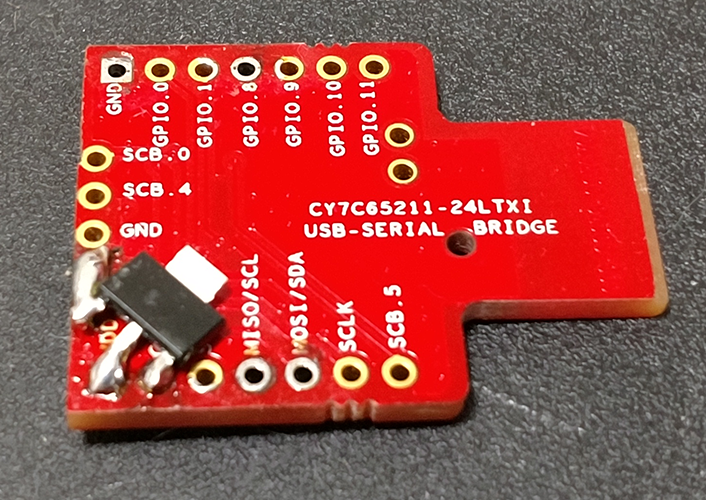 GND
GPIO.0
GPIO.1
GPIO.8
GPIO.9
GPIO.10
GPIO.11
SCB.0
SCB.4
GND
CY7C65211-24LTXI
USB-SERIAL BRIDGE
MISO/SCL
MOSI/SDA
SCLK
SCB.5